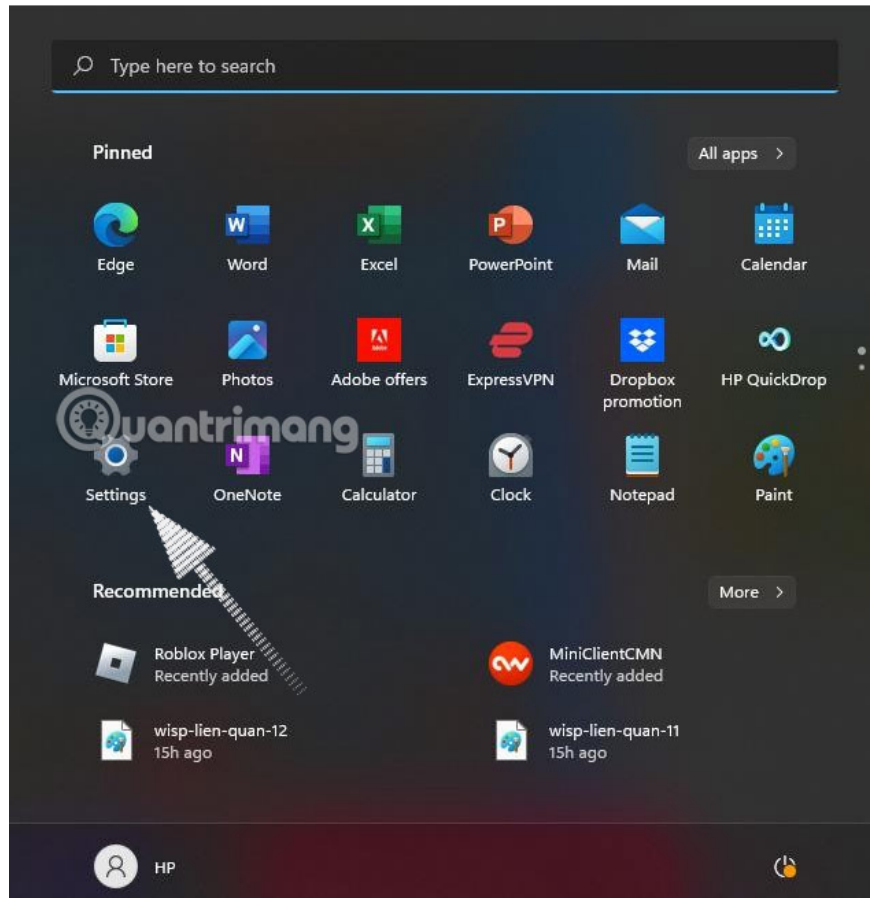 Type here to search
Pinned
All apps
Edge
Word
Excel
PowerPoint
Mail
Calendar
Microsoft Store
Photos
Adobe offers
ExpressVPN
Dropbox
promotion
HP QuickDrop
Quantrimang
Settings
OneNote
Calculator
Clock
Notepad
Paint
Recommended
More
Roblox Player
Recently added
MiniClientCMN
Recently added
wisp-lien-quan-12
15h ago
wisp-lien-quan-11
15h ago
HP